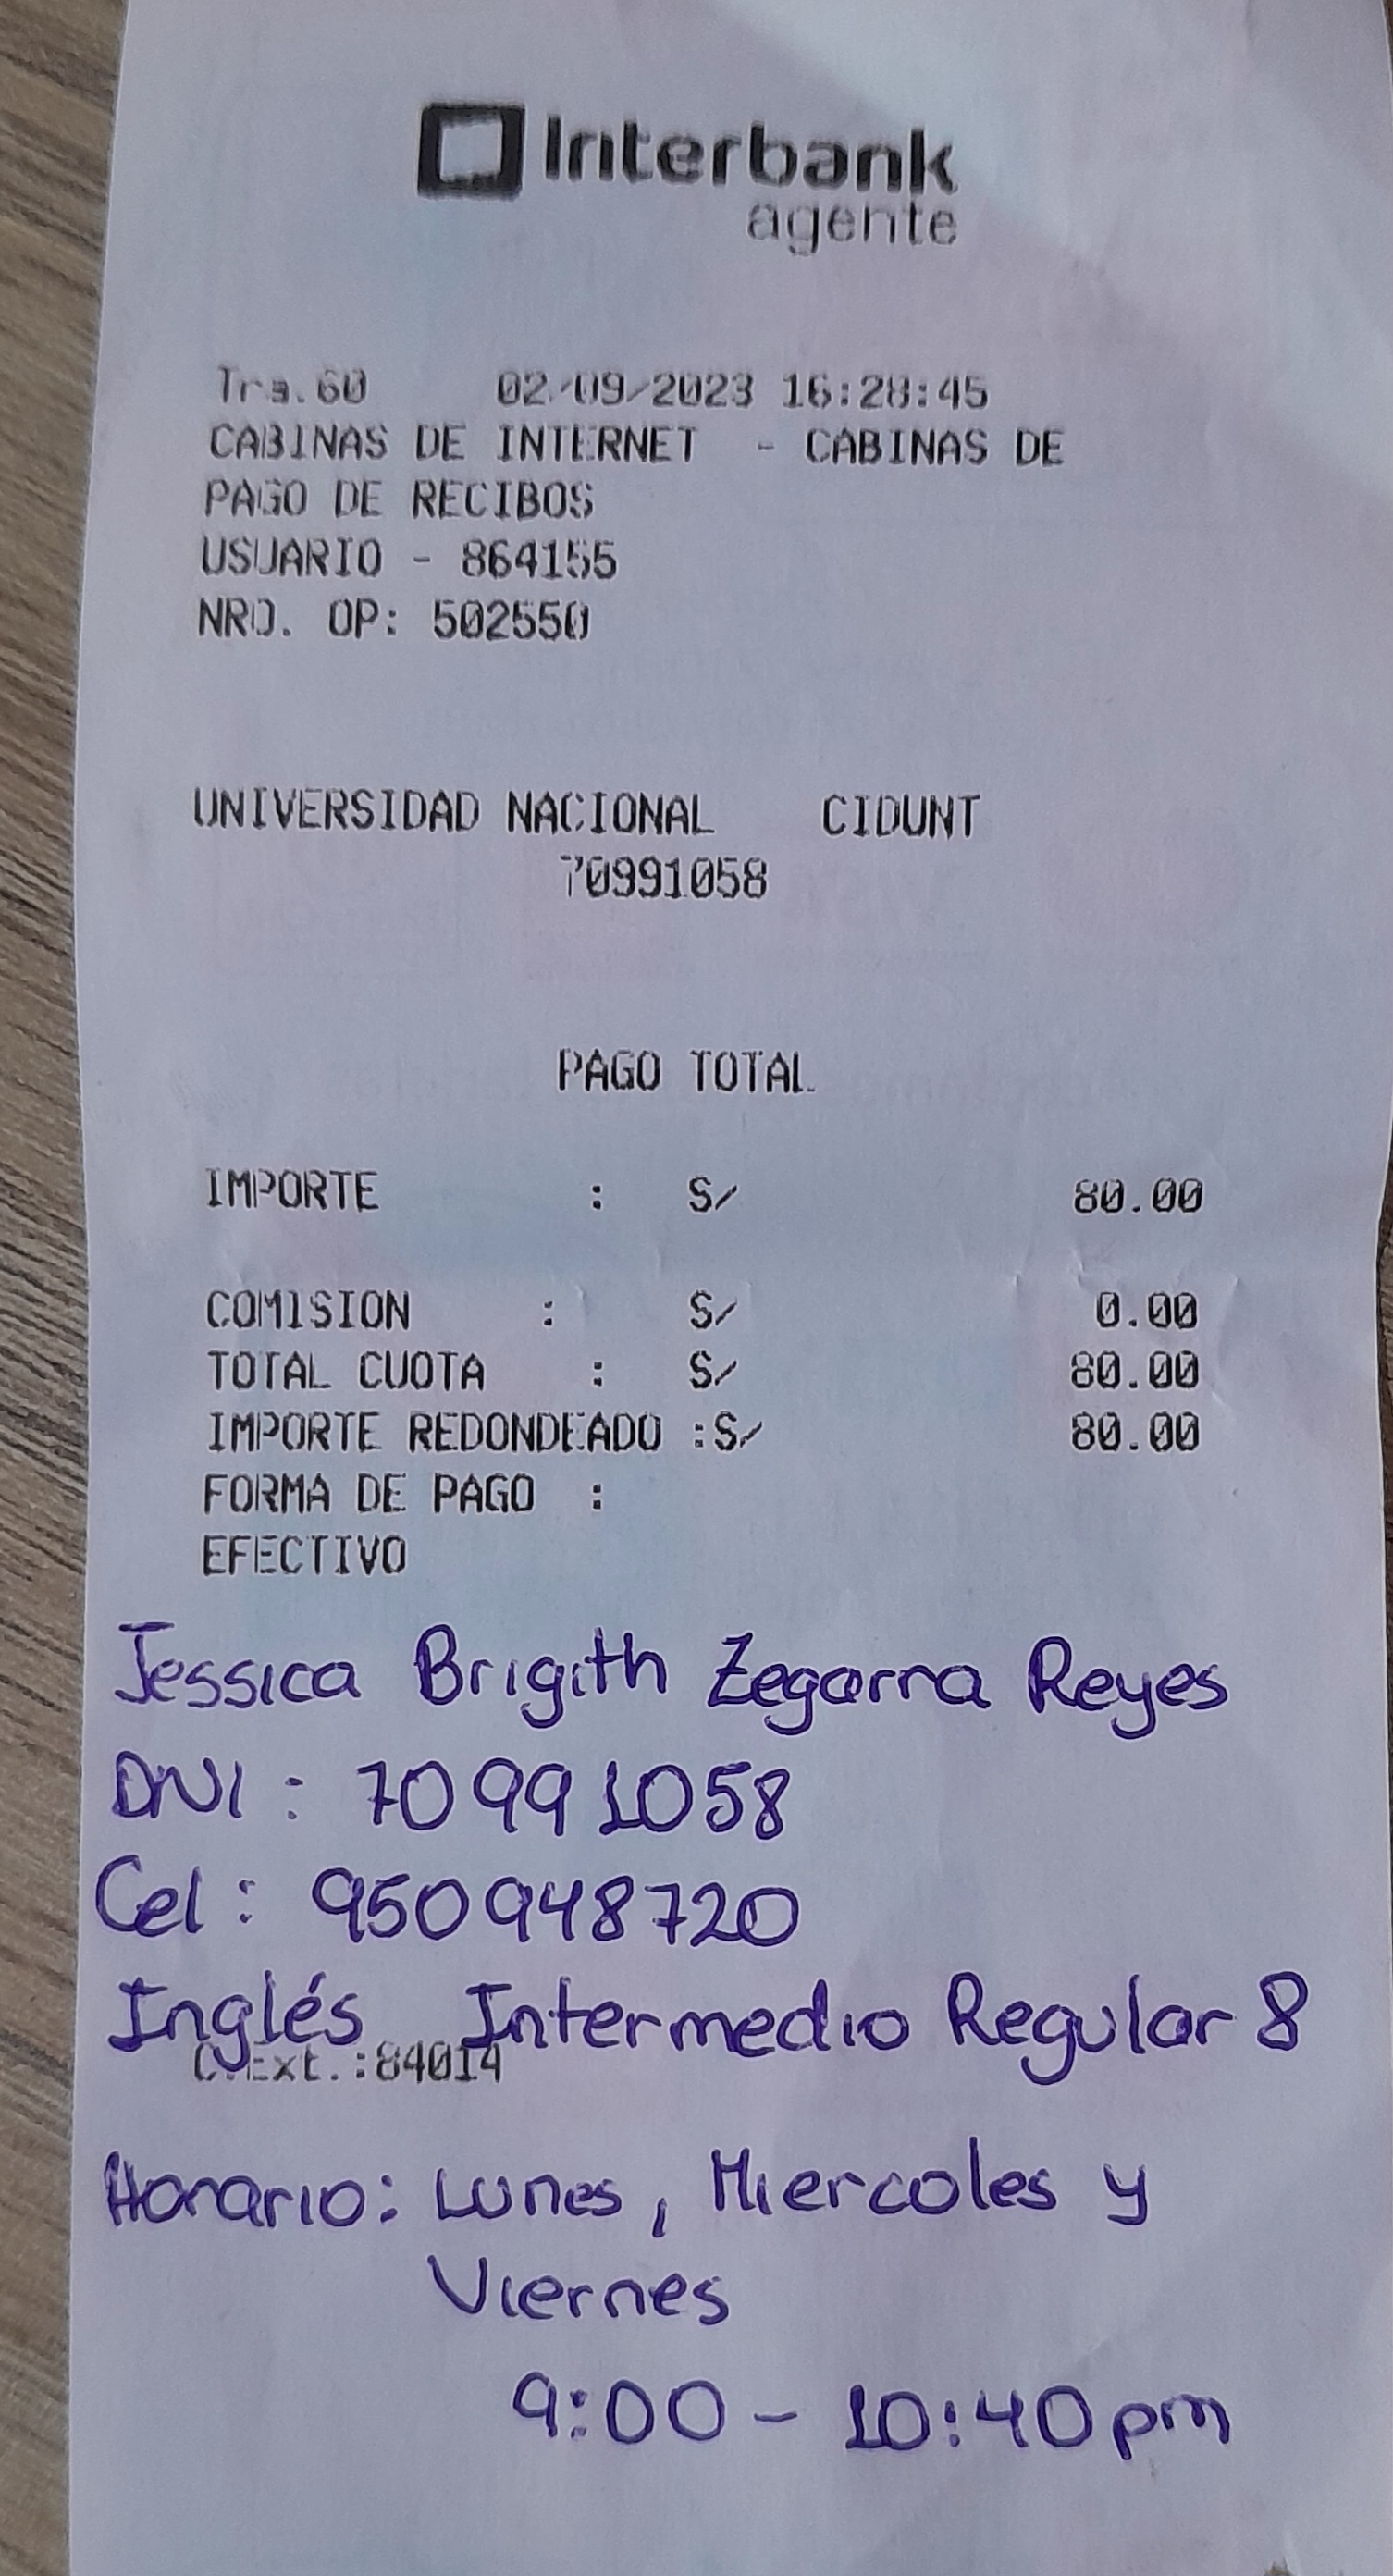 Interbank
agente
Tra.60 02/09/2023 16:28:45
CABINAS DE INTERNET - CABINAS DE
PAGO DE RECIBOS
USUARIO - 864155
NRO. OP: 502550
UNIVERSIDAD NACIONAL CIDUNT
70991058
PAGO TOTAL
IMPORTE : S/ 80.00
COMISION : S/ 0.00
TOTAL CUOTA : S/ 80.00
IMPORTE REDONDEADO :S/ 80.00
FORMA DE PAGO :
EFECTIVO
Jessica Brigith Zegarra Reyes
DNI : 70991058
Cel : 950948720
Inglés Intermedio Regular 8
C.Ext.:84014
Horario: Lunes, Miercoles y
Viernes
9:00 - 10:40 pm